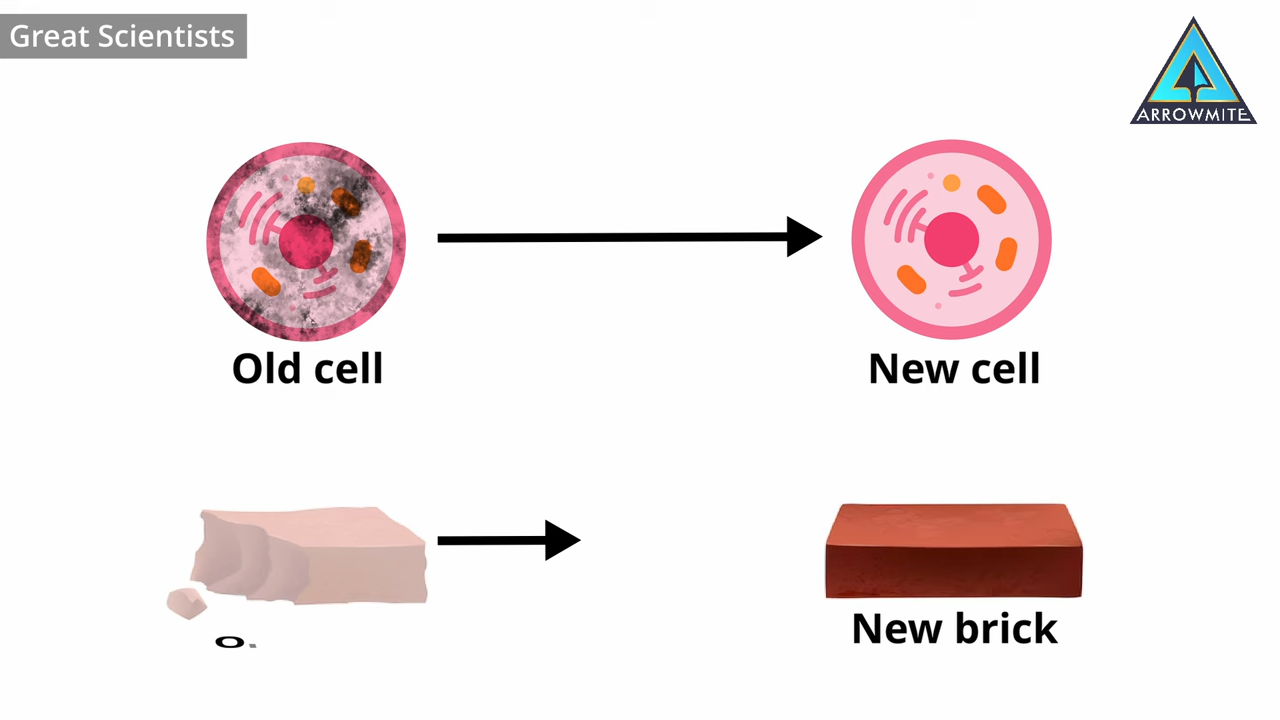 Great Scientists
ARROWMITE
Old cell
New cell
New brick